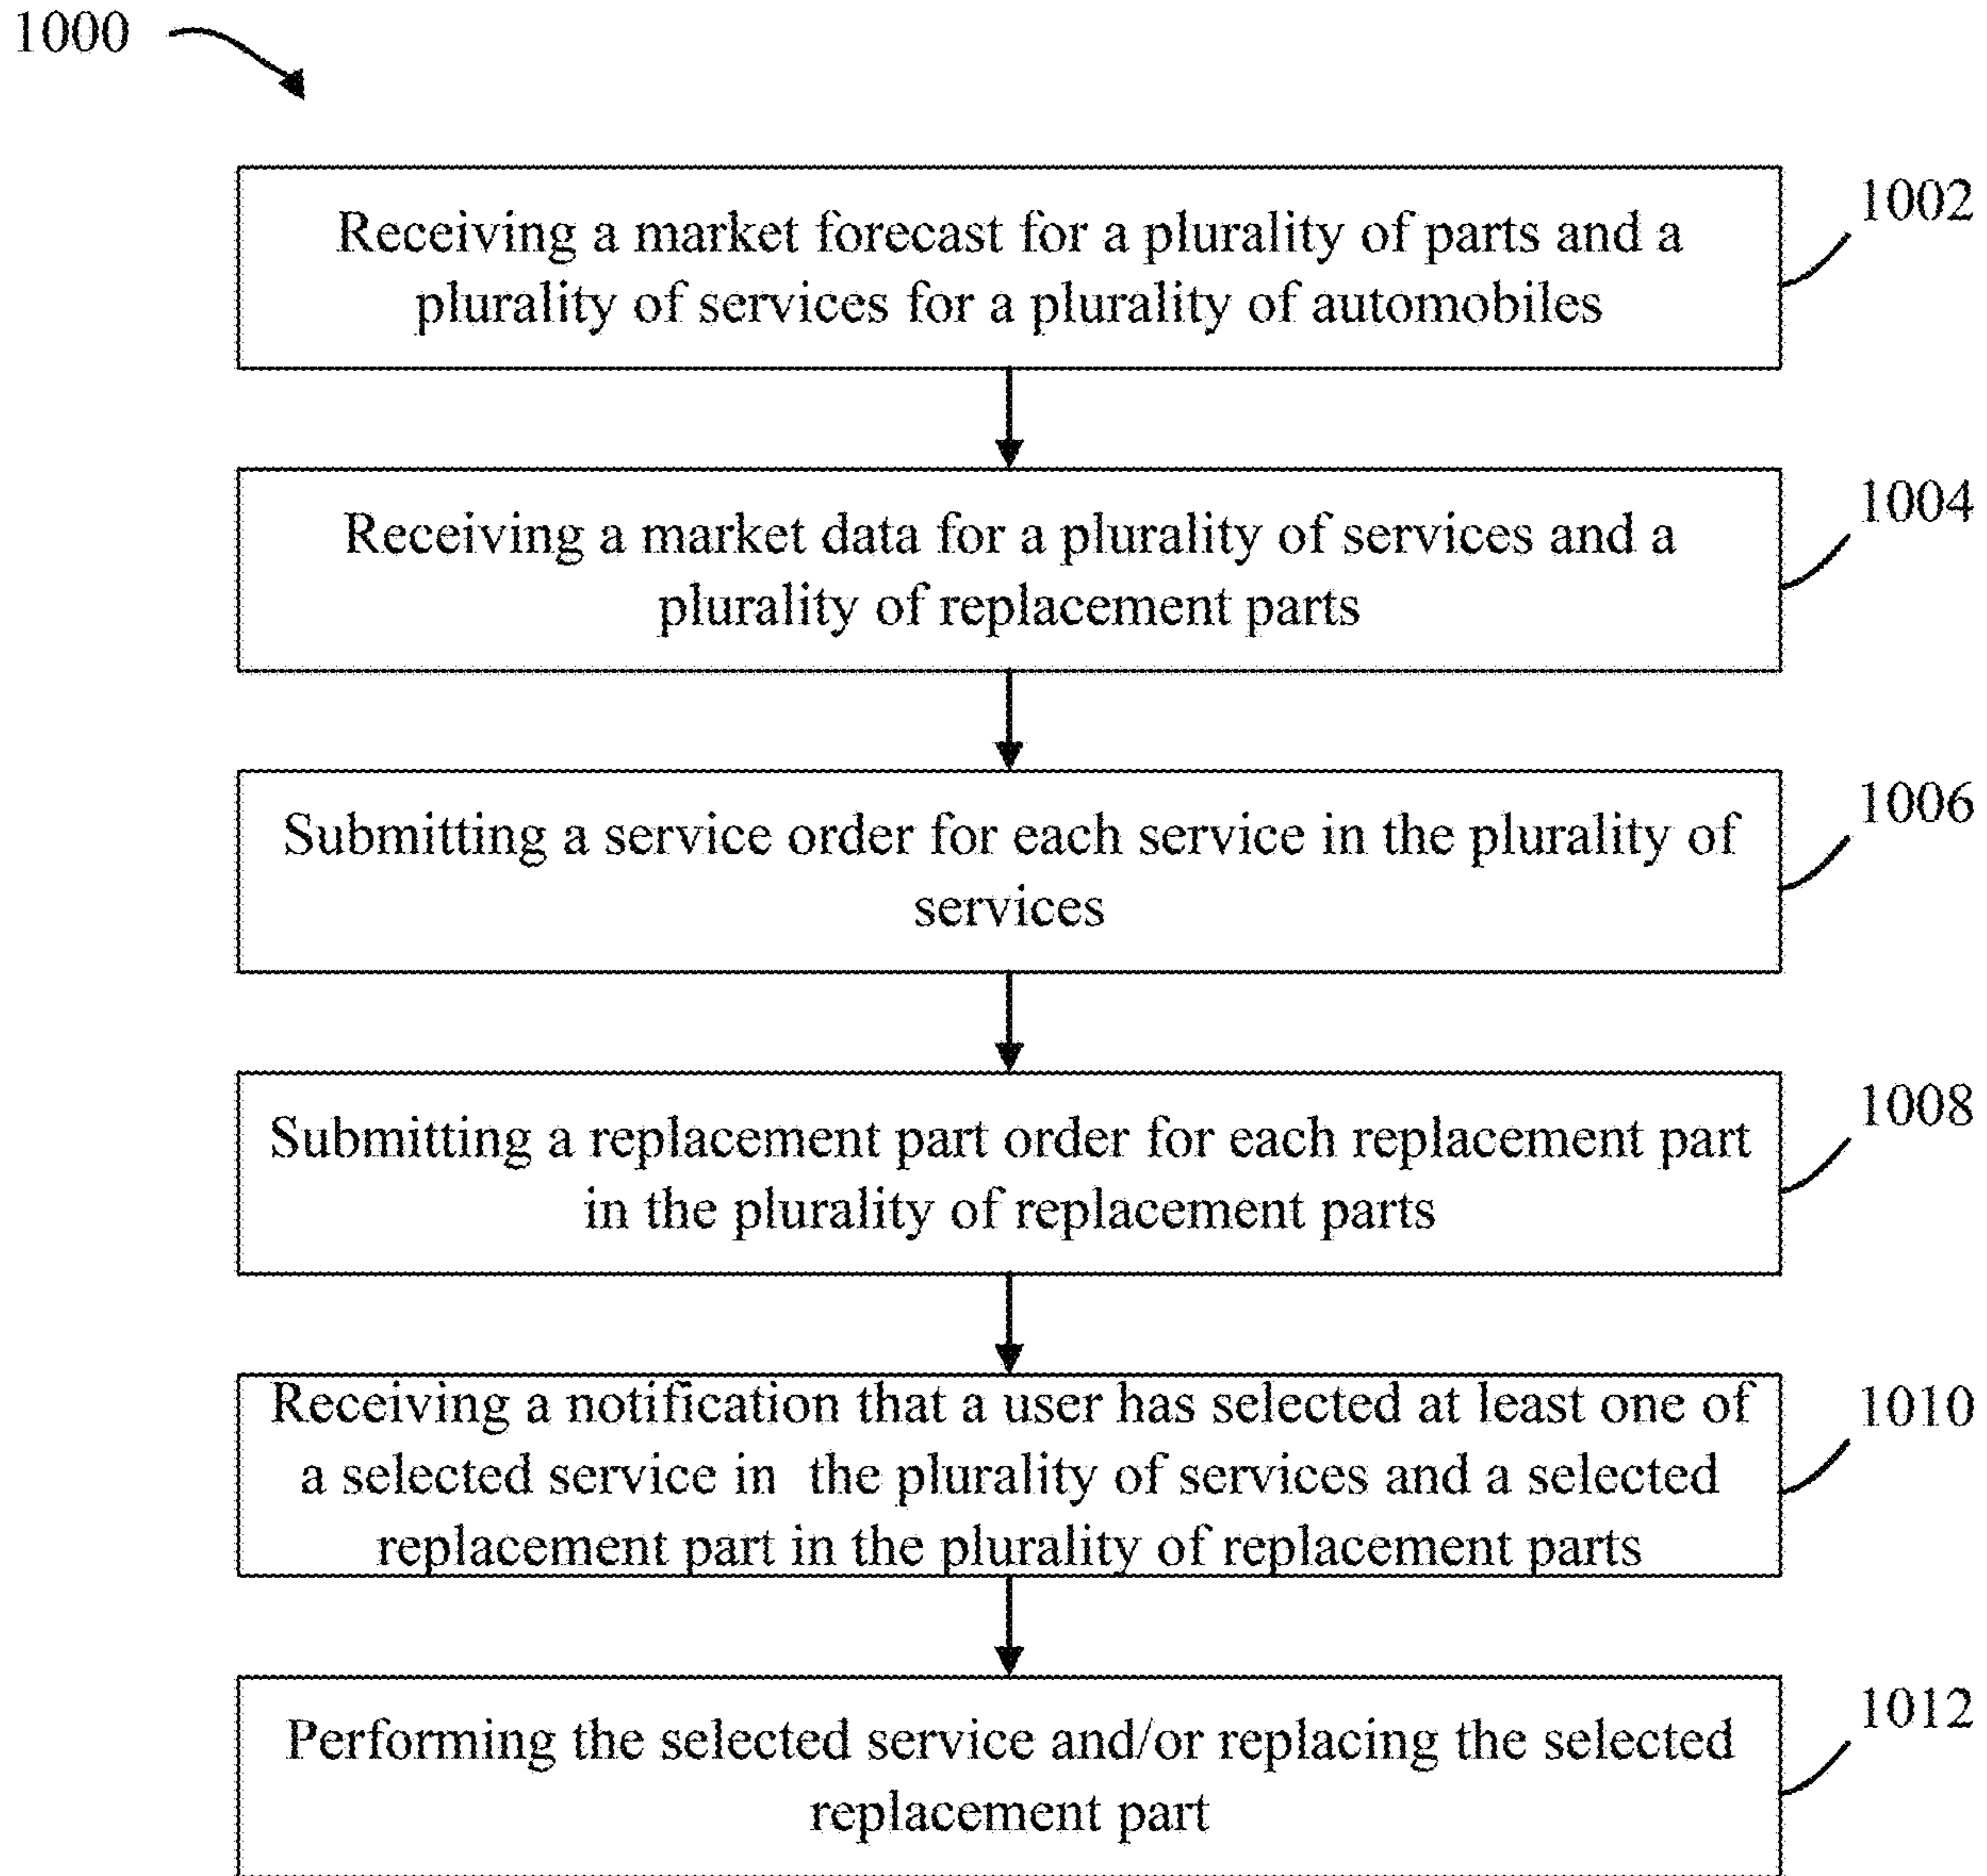 1000
Receiving a market forecast for a plurality of parts and a
plurality of services for a plurality of automobiles
1002
Receiving a market data for a plurality of services and a
plurality of replacement parts
1004
Submitting a service order for each service in the plurality of
services
1006
Submitting a replacement part order for each replacement part
in the plurality of replacement parts
1008
Receiving a notification that a user has selected at least one of
a selected service in the plurality of services and a selected
replacement part in the plurality of replacement parts
1010
Performing the selected service and/or replacing the selected
replacement part
1012